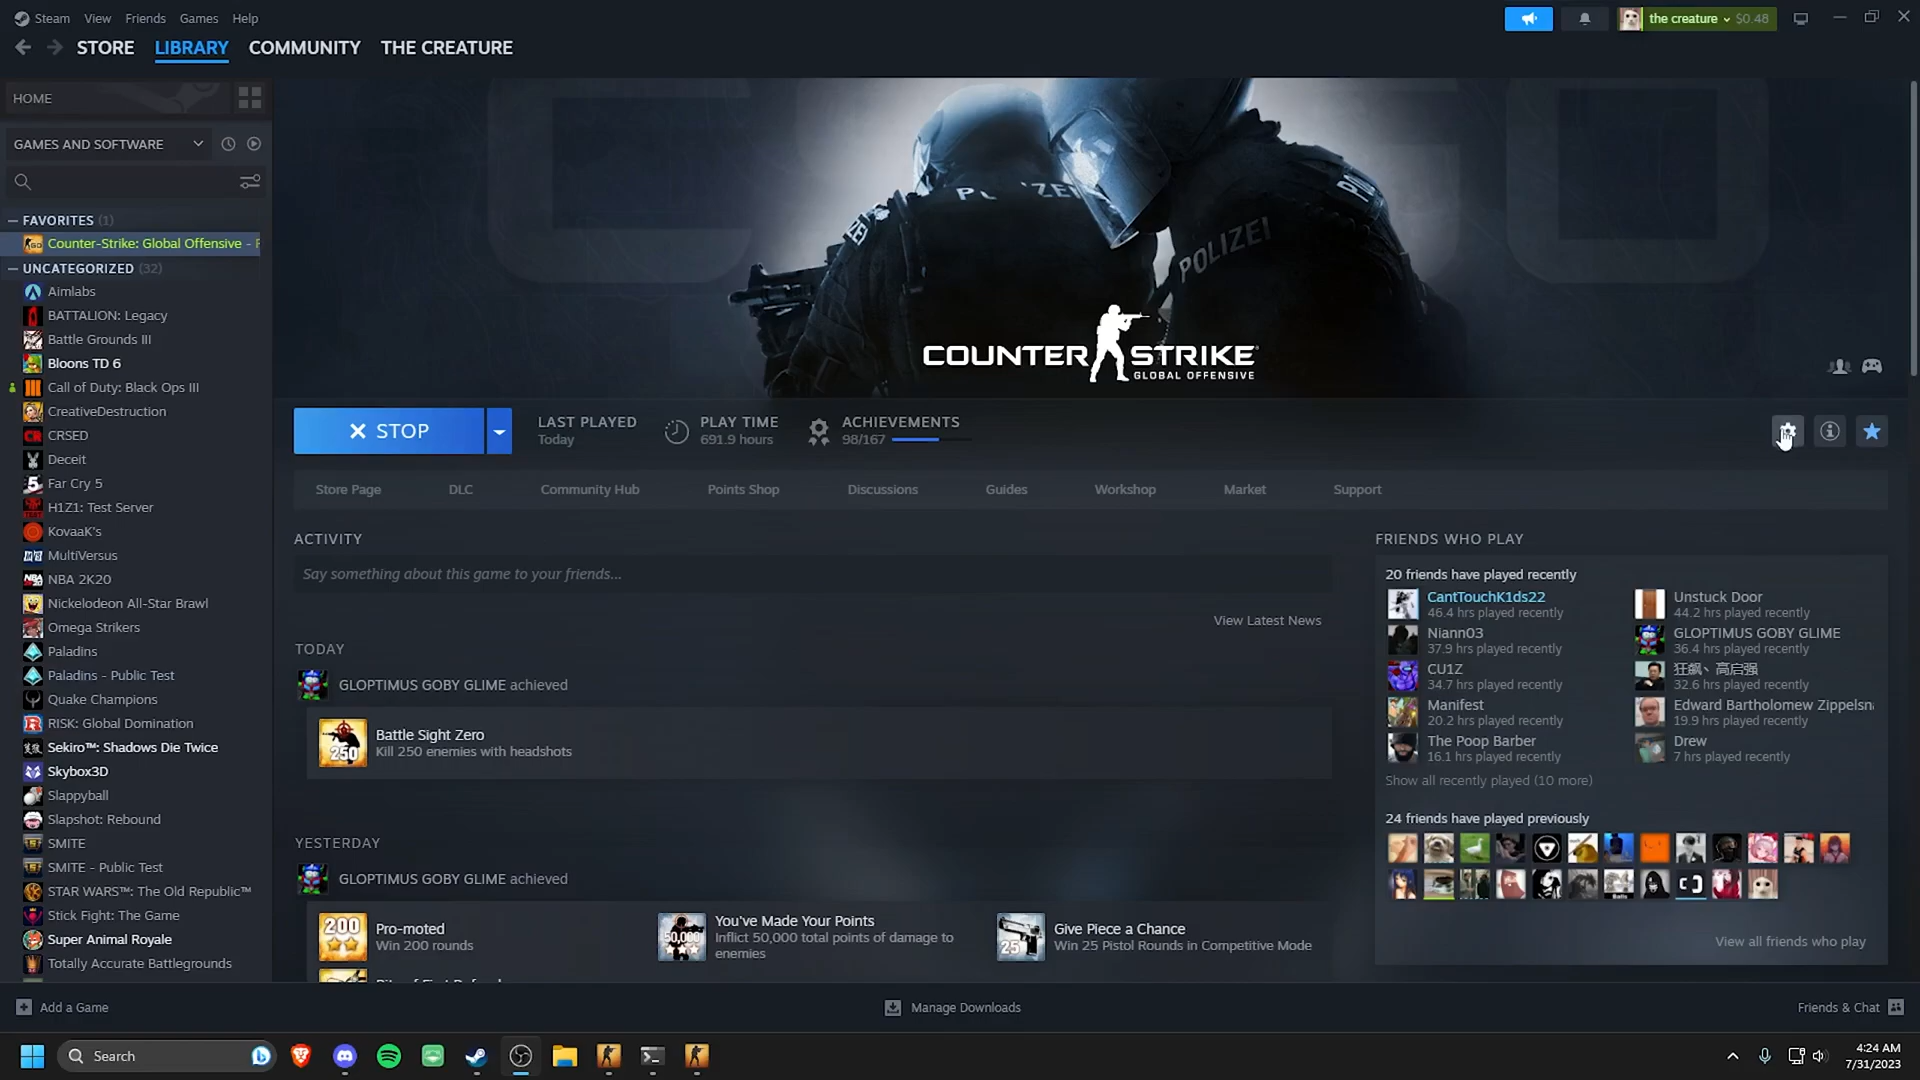 Steam View Friends Games Help
the creature $0.48
STORE LIBRARY COMMUNITY THE CREATURE
HOME
GAMES AND SOFTWARE
FAVORITES (1)
Counter-Strike: Global Offensive -
UNCATEGORIZED (32)
Aimlabs
BATTALION: Legacy
Battle Grounds III
Bloons TD 6
Call of Duty: Black Ops III
CreativeDestruction
CRSED
Deceit
Far Cry 5
H1Z1: Test Server
KovaaK's
MultiVersus
NBA 2K20
Nickelodeon All-Star Brawl
Omega Strikers
Paladins
Paladins - Public Test
Quake Champions
RISK: Global Domination
Sekiro™: Shadows Die Twice
Skybox3D
Slappyball
Slapshot: Rebound
SMITE
SMITE - Public Test
STAR WARS™: The Old Republic™
Stick Fight: The Game
Super Animal Royale
Totally Accurate Battlegrounds
POLIZEI
COUNTER STRIKE
GLOBAL OFFENSIVE
STOP
LAST PLAYED
Today
PLAY TIME
691.9 hours
ACHIEVEMENTS
98/167
Store Page DLC Community Hub Points Shop Discussions Guides Workshop Market Support
ACTIVITY
Say something about this game to your friends...
View Latest News
TODAY
GLOPTIMUS GOBY GLIME achieved
250
Battle Sight Zero
Kill 250 enemies with headshots
YESTERDAY
GLOPTIMUS GOBY GLIME achieved
200
Pro-moted
Win 200 rounds
50,000
You've Made Your Points
Inflict 50,000 total points of damage to
enemies
25
Give Piece a Chance
Win 25 Pistol Rounds in Competitive Mode
FRIENDS WHO PLAY
20 friends have played recently
CantTouchK1ds22
46.4 hrs played recently
Unstuck Door
44.2 hrs played recently
Niann03
37.9 hrs played recently
GLOPTIMUS GOBY GLIME
36.4 hrs played recently
CU1Z
34.7 hrs played recently
狂飙丶高启强
32.6 hrs played recently
Manifest
20.2 hrs played recently
Edward Bartholomew Zippelsna
19.9 hrs played recently
The Poop Barber
16.1 hrs played recently
Drew
7 hrs played recently
Show all recently played (10 more)
24 friends have played previously
View all friends who play
Add a Game
Manage Downloads
Friends & Chat
Search
4:24 AM
7/31/2023